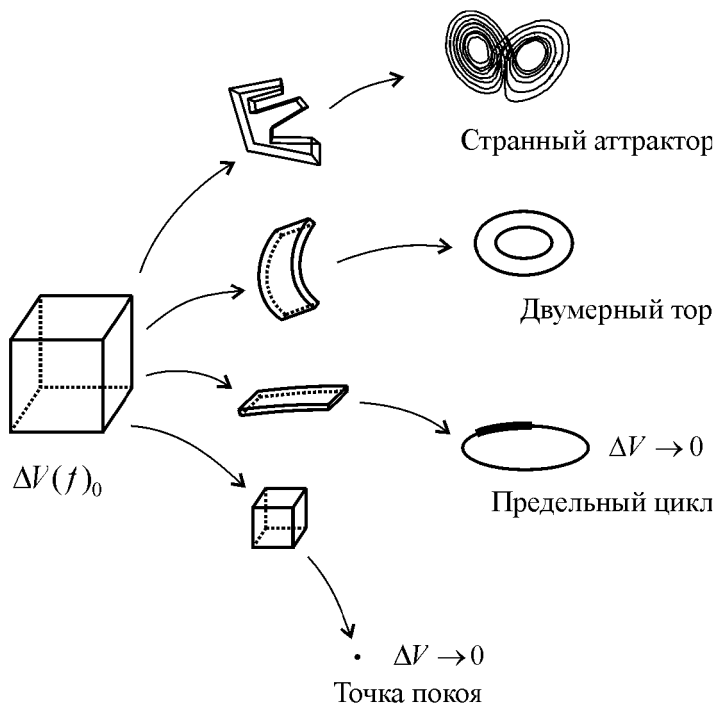 Странный аттрактор
Двумерный тор
ΔV → 0
ΔV(t)₀
Предельный цикл
ΔV → 0
Точка покоя